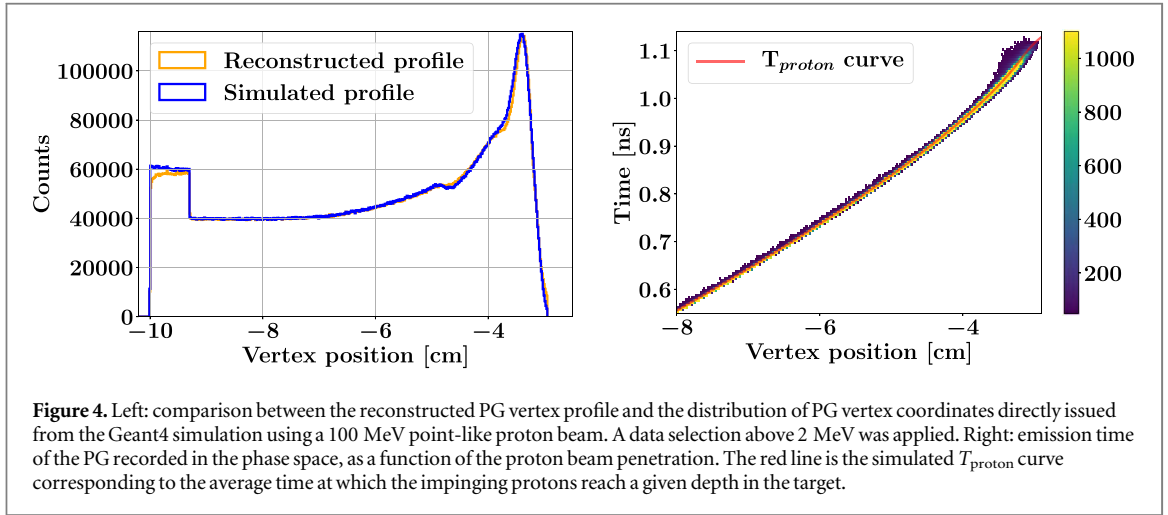 Reconstructed profile
Simulated profile
100000
80000
60000
40000
20000
0
Counts
−10
−8
−6
−4
Vertex position [cm]
T_proton curve
1.1
1.0
0.9
0.8
0.7
0.6
Time [ns]
−8
−6
−4
Vertex position [cm]
1000
800
600
400
200
Figure 4. Left: comparison between the reconstructed PG vertex profile and the distribution of PG vertex coordinates directly issued
from the Geant4 simulation using a 100 MeV point-like proton beam. A data selection above 2 MeV was applied. Right: emission time
of the PG recorded in the phase space, as a function of the proton beam penetration. The red line is the simulated T_proton curve
corresponding to the average time at which the impinging protons reach a given depth in the target.